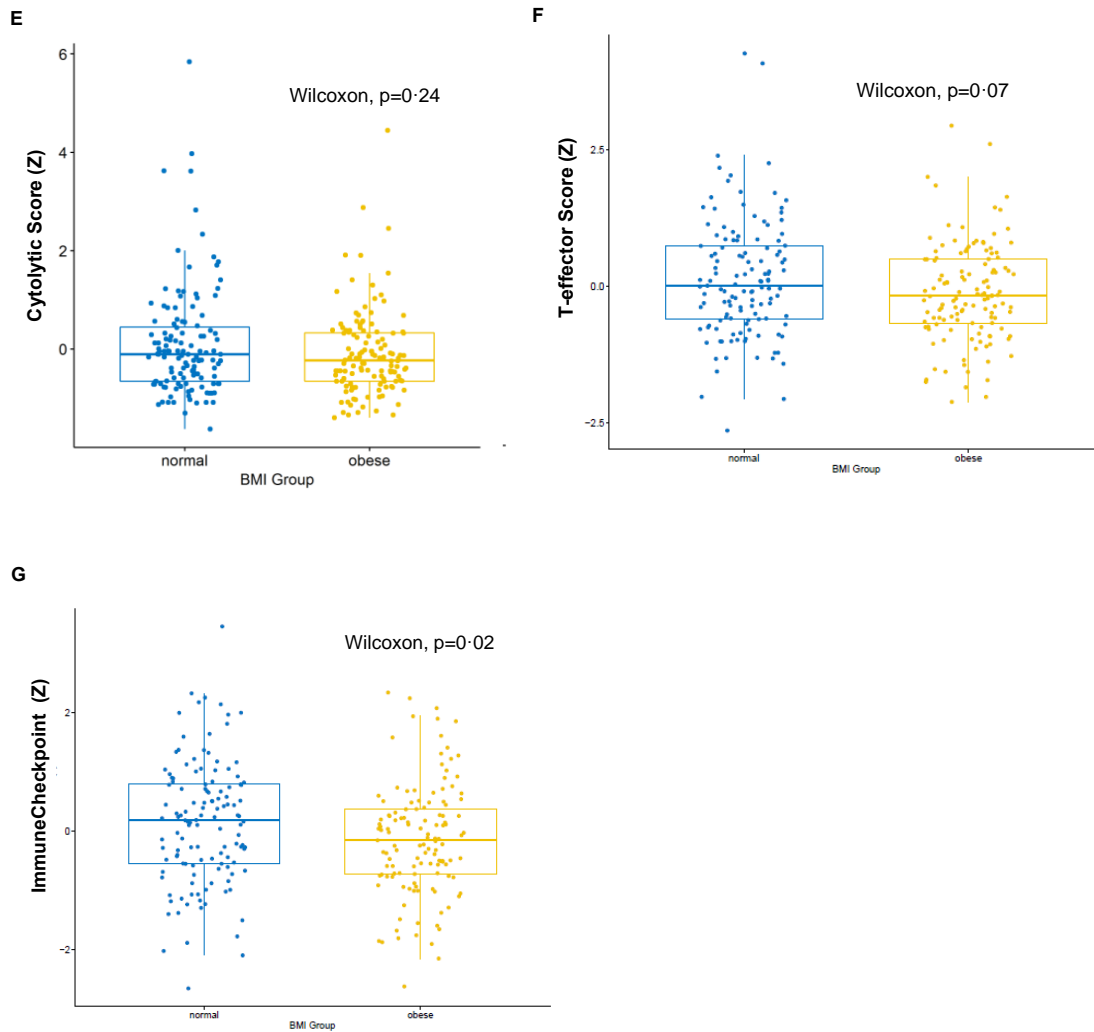 E
Wilcoxon, p=0·24
Cytolytic Score (Z)
6
4
2
0
normal
obese
BMI Group
F
Wilcoxon, p=0·07
T-effector Score (Z)
2.5
0.0
−2.5
normal
obese
BMI Group
G
Wilcoxon, p=0·02
ImmuneCheckpoint (Z)
2
0
−2
normal
obese
BMI Group